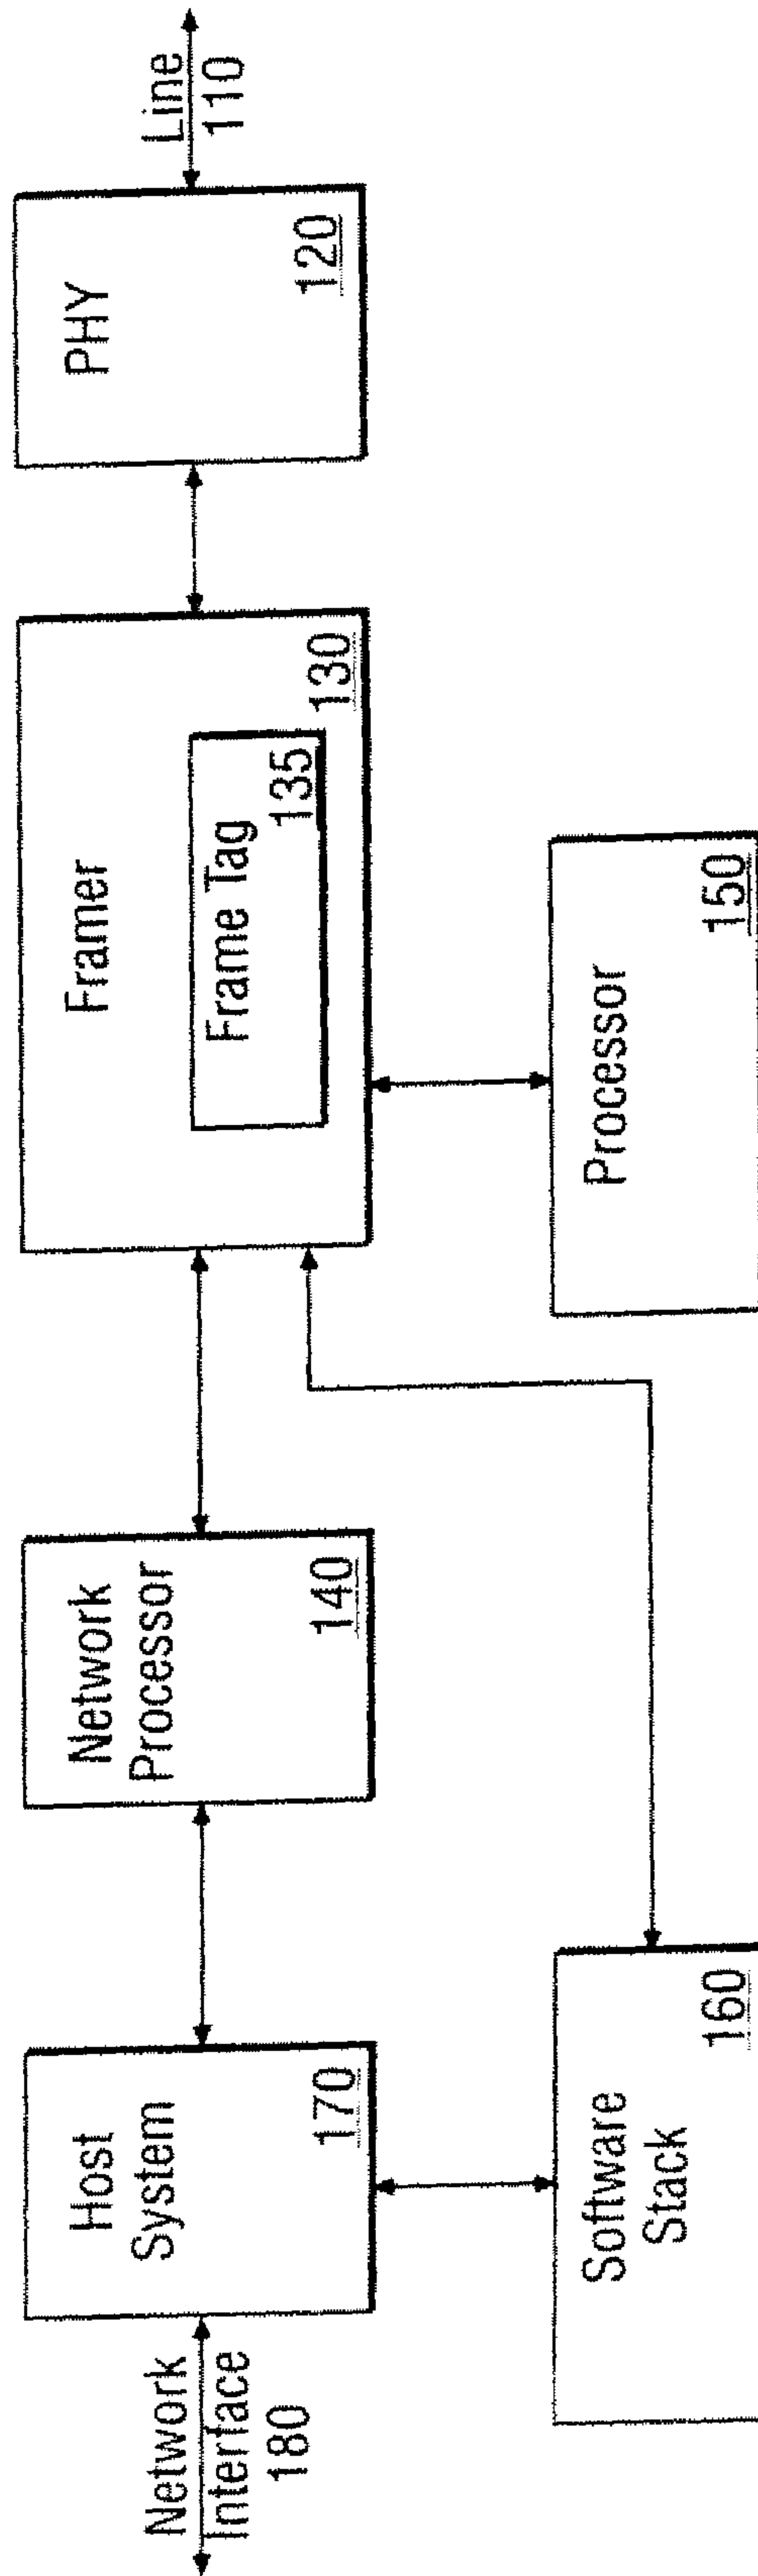 Network
Interface
180
Host
System
170
Network
Processor
140
Framer
Frame Tag
135
130
PHY
120
Line
110
Software
Stack
160
Processor
150